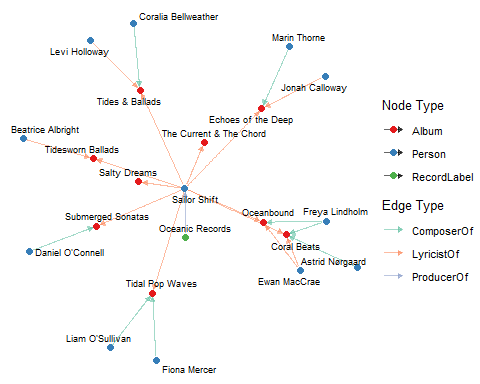 Coralia Bellweather
Levi Holloway
Marin Thorne
Jonah Calloway
Tides & Ballads
Echoes of the Deep
Beatrice Albright
The Current & The Chord
Tidesworn Ballads
Salty Dreams
Sailor Shift
Submerged Sonatas
Oceanbound
Freya Lindholm
Oceanic Records
Daniel O'Connell
Coral Beats
Astrid Nørgaard
Ewan MacCrae
Tidal Pop Waves
Liam O'Sullivan
Fiona Mercer
Node Type
Album
Person
RecordLabel
Edge Type
ComposerOf
LyricistOf
ProducerOf